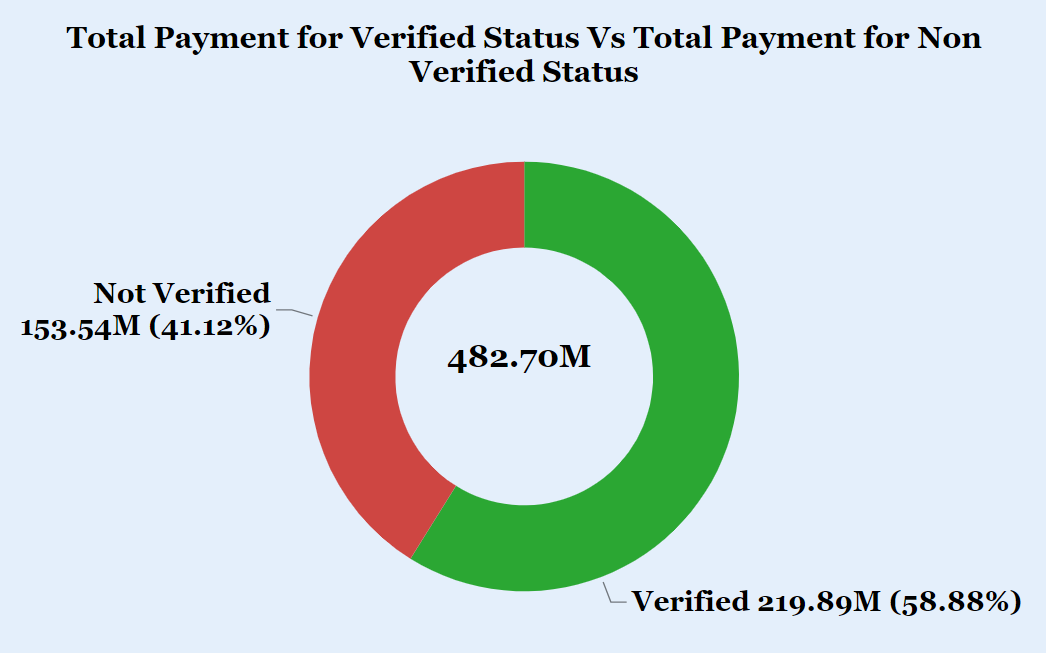 Total Payment for Verified Status Vs Total Payment for Non
Verified Status
Not Verified
153.54M (41.12%)
482.70M
Verified 219.89M (58.88%)